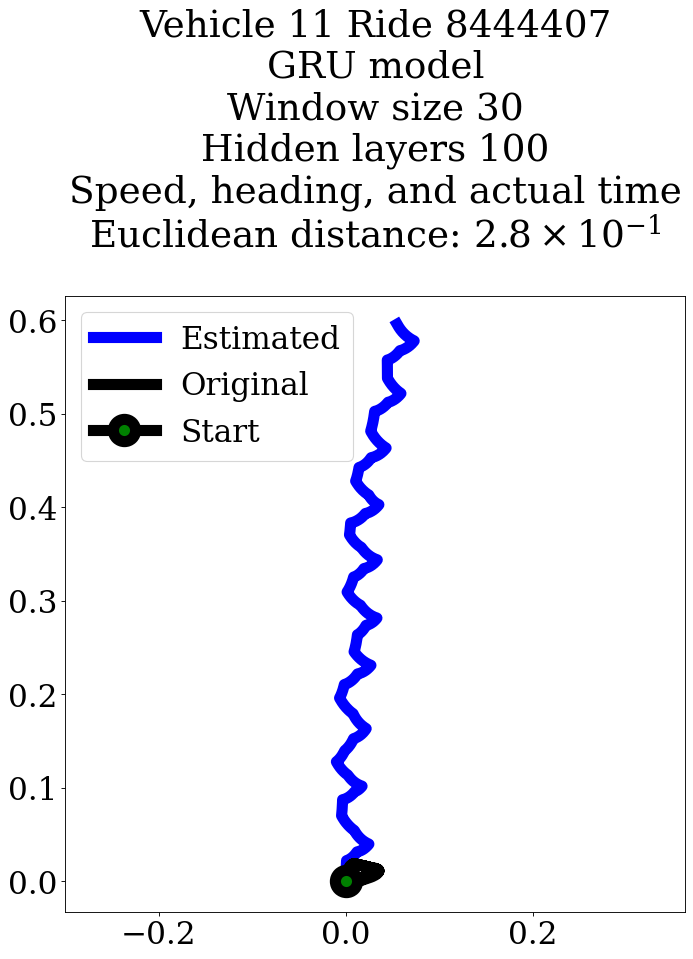 Vehicle 11 Ride 8444407
GRU model
Window size 30
Hidden layers 100
Speed, heading, and actual time
Euclidean distance: 2.8 × 10⁻¹
Estimated
Original
Start
0.6
0.5
0.4
0.3
0.2
0.1
0.0
−0.2
0.0
0.2